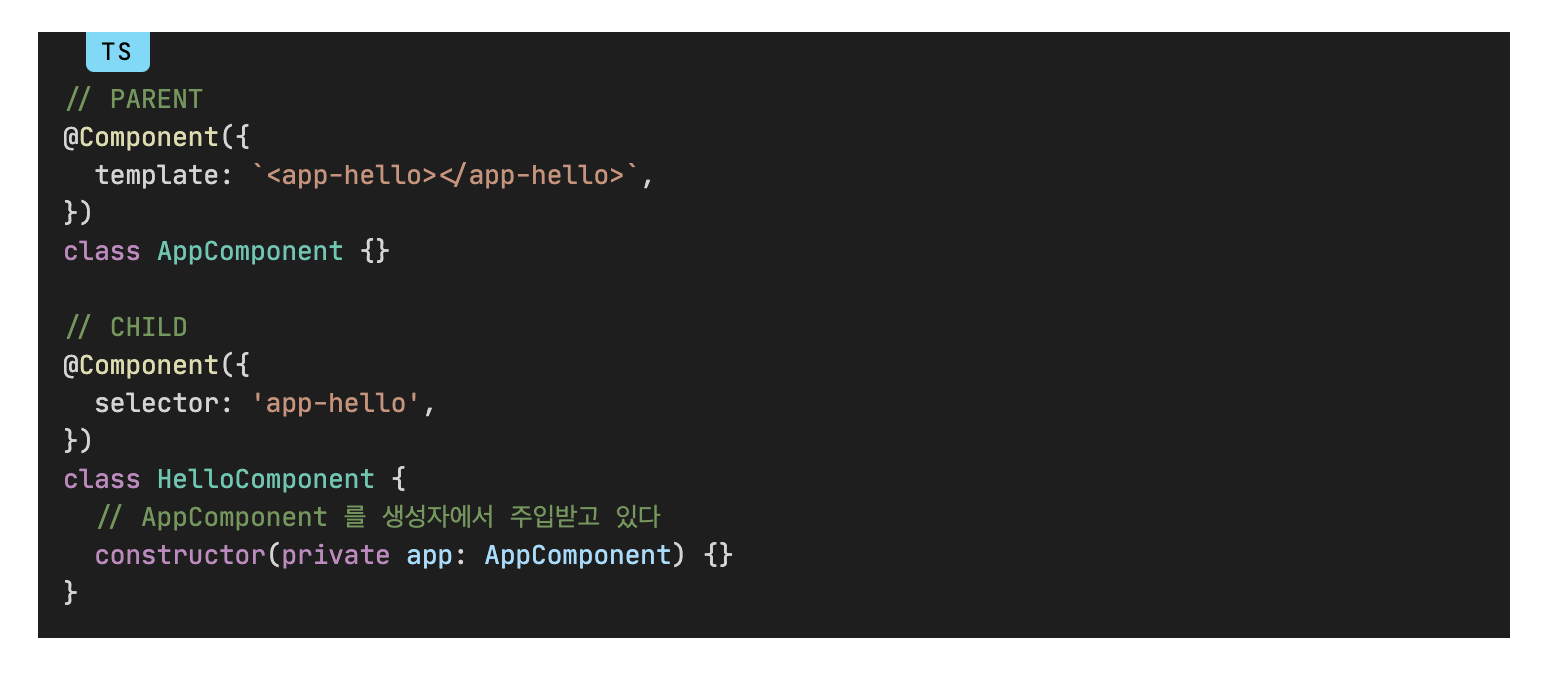 TS
// PARENT
@Component({
  template: `<app-hello></app-hello>`,
})
class AppComponent {}

// CHILD
@Component({
  selector: 'app-hello',
})
class HelloComponent {
  // AppComponent 를 생성자에서 주입받고 있다
  constructor(private app: AppComponent) {}
}